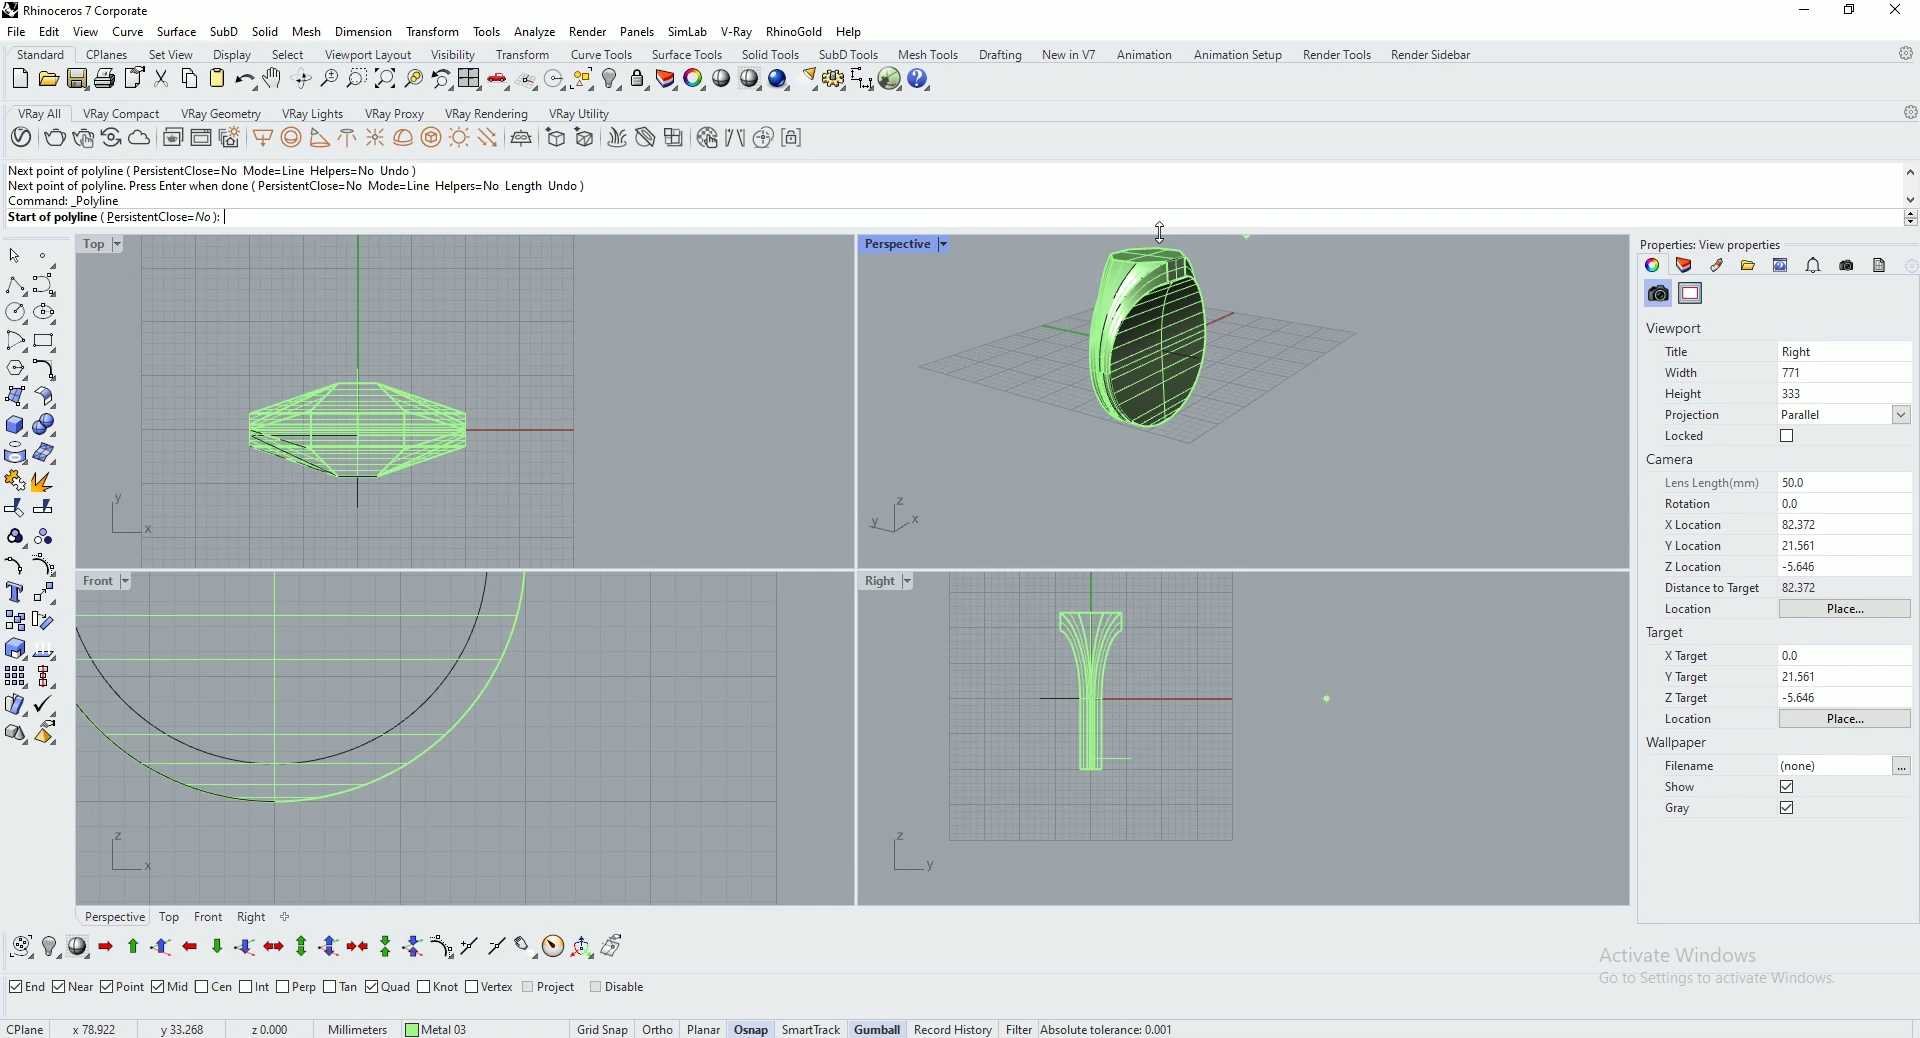 Rhinoceros 7 Corporate
File Edit View Curve Surface SubD Solid Mesh Dimension Transform Tools Analyze Render Panels SimLab V-Ray RhinoGold Help
Standard CPlanes Set View Display Select Viewport Layout Visibility Transform Curve Tools Surface Tools Solid Tools SubD Tools Mesh Tools Drafting New in V7 Animation Animation Setup Render Tools Render Sidebar
VRay All VRay Compact VRay Geometry VRay Lights VRay Proxy VRay Rendering VRay Utility
Next point of polyline ( PersistentClose=No Mode=Line Helpers=No Undo )
Next point of polyline. Press Enter when done ( PersistentClose=No Mode=Line Helpers=No Length Undo )
Command: _Polyline
Start of polyline ( PersistentClose=No ):
Top
Perspective
y
x
z
y
x
Front
Right
z
x
z
y
Perspective Top Front Right
Properties: View properties
Viewport
Title Right
Width 771
Height 333
Projection Parallel
Locked
Camera
Lens Length(mm) 50.0
Rotation 0.0
X Location 82.372
Y Location 21.561
Z Location -5.646
Distance to Target 82.372
Location Place...
Target
X Target 0.0
Y Target 21.561
Z Target -5.646
Location Place...
Wallpaper
Filename (none) ...
Show
Gray
Activate Windows
Go to Settings to activate Windows.
End Near Point Mid Cen Int Perp Tan Quad Knot Vertex Project Disable
CPlane x 78.922 y 33.268 z 0.000 Millimeters Metal 03 Grid Snap Ortho Planar Osnap SmartTrack Gumball Record History Filter Absolute tolerance: 0.001